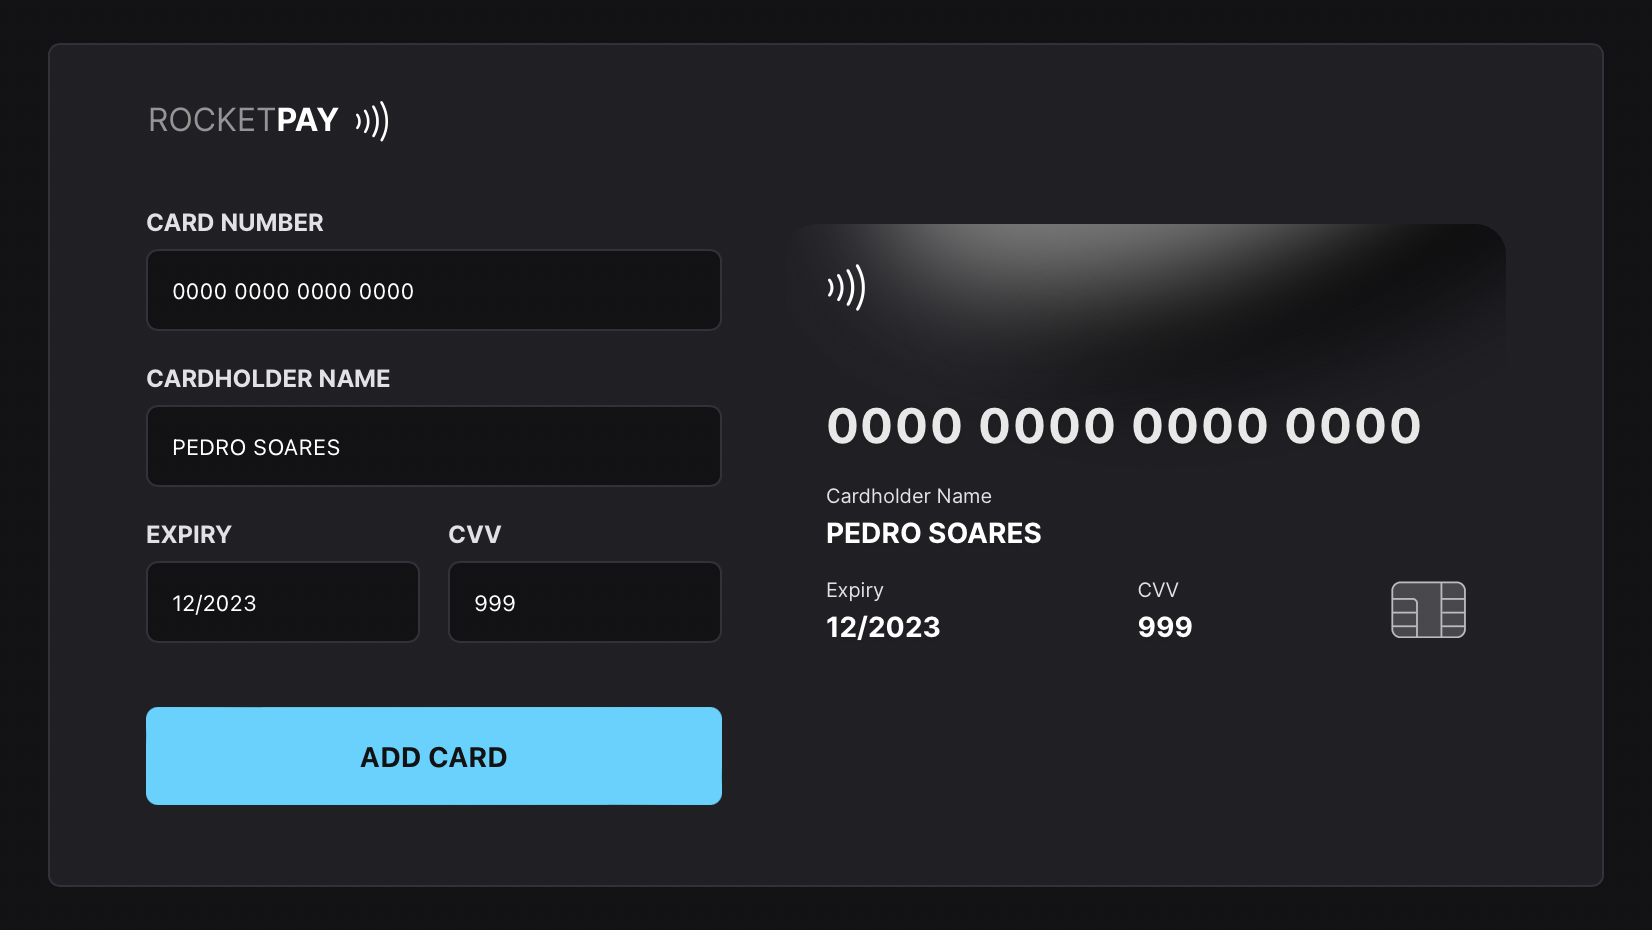 ROCKETPAY
CARD NUMBER
0000 0000 0000 0000
CARDHOLDER NAME
PEDRO SOARES
EXPIRY CVV
12/2023 999
ADD CARD
0000 0000 0000 0000
Cardholder Name
PEDRO SOARES
Expiry CVV
12/2023 999